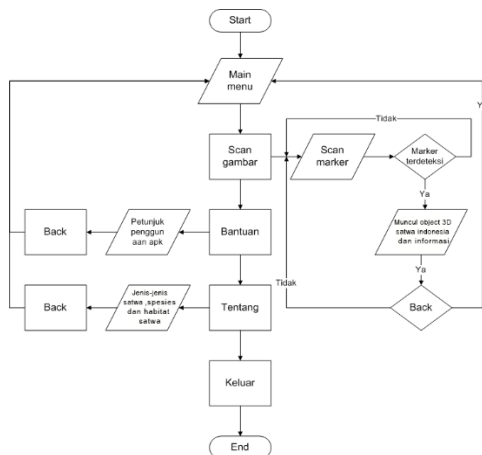 Start
Main
menu
Y
Tidak
Scan
gambar
Scan
marker
Marker
terdeteksi
Ya
Back
Petunjuk
penggun
aan apk
Bantuan
Muncul object 3D
satwa indonesia
dan informasi
Ya
Tidak
Back
Jenis-jenis
satwa ,spesies
dan habitat
satwa
Tentang
Back
Keluar
End